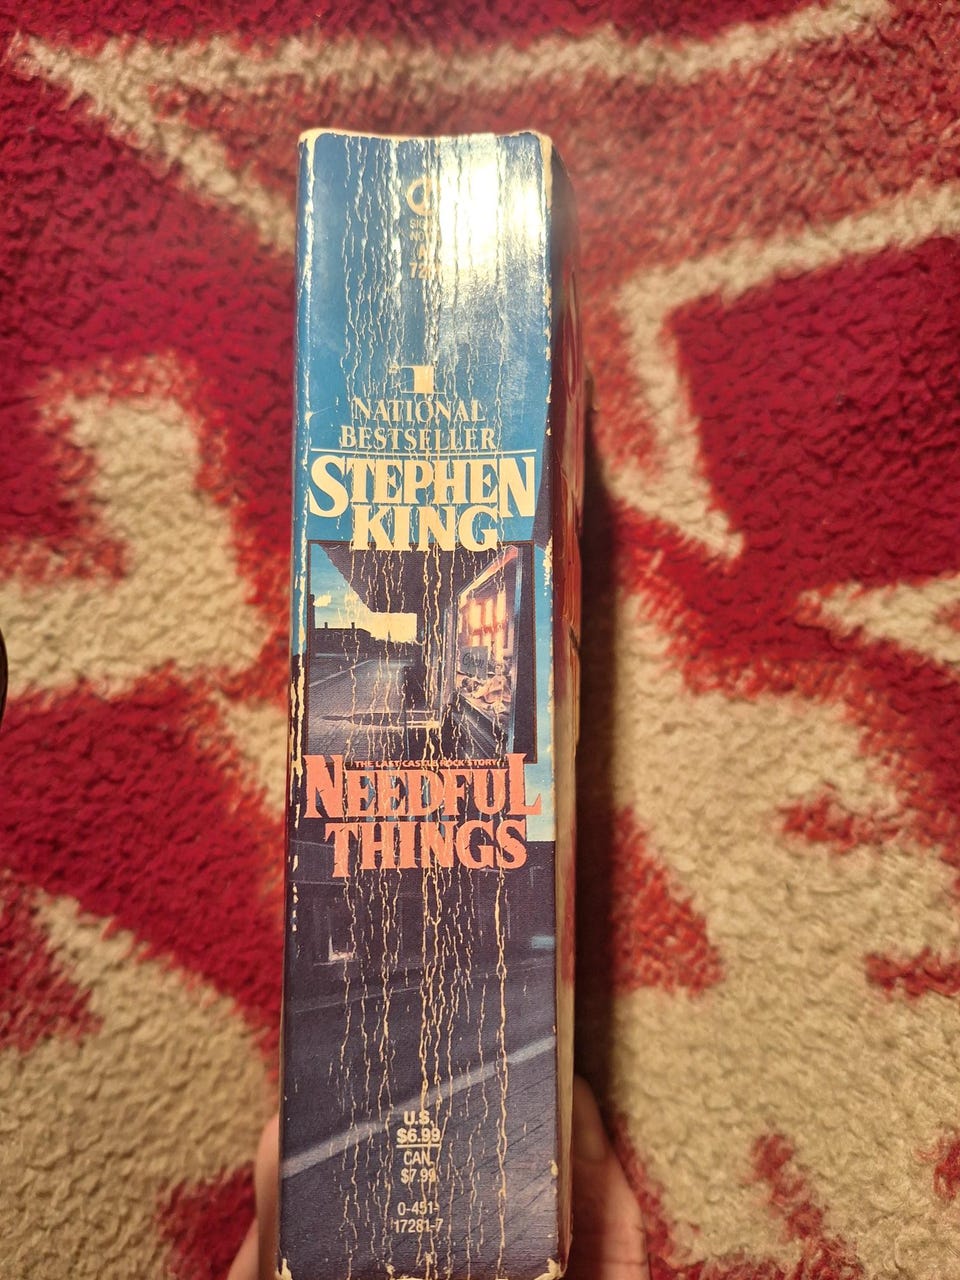 1
NATIONAL
BESTSELLER
STEPHEN
KING
THE LAST CASTLE ROCK STORY
NEEDFUL
THINGS
U.S.
$6.99
CAN.
$7.99
0-451-
17281-7